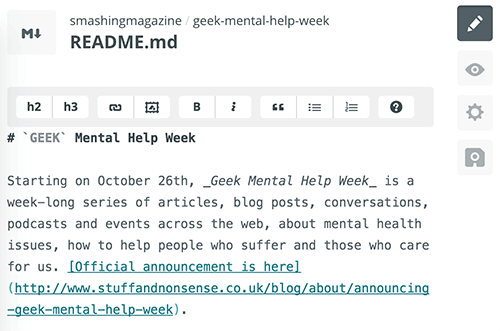 M↓
smashingmagazine / geek-mental-help-week
README.md
h2 h3 B i “ ?
# `GEEK` Mental Help Week
Starting on October 26th, _Geek Mental Help Week_ is a
week-long series of articles, blog posts, conversations,
podcasts and events across the web, about mental health
issues, how to help people who suffer and those who care
for us. [Official announcement is here]
(http://www.stuffandnonsense.co.uk/blog/about/announcing
-geek-mental-help-week).